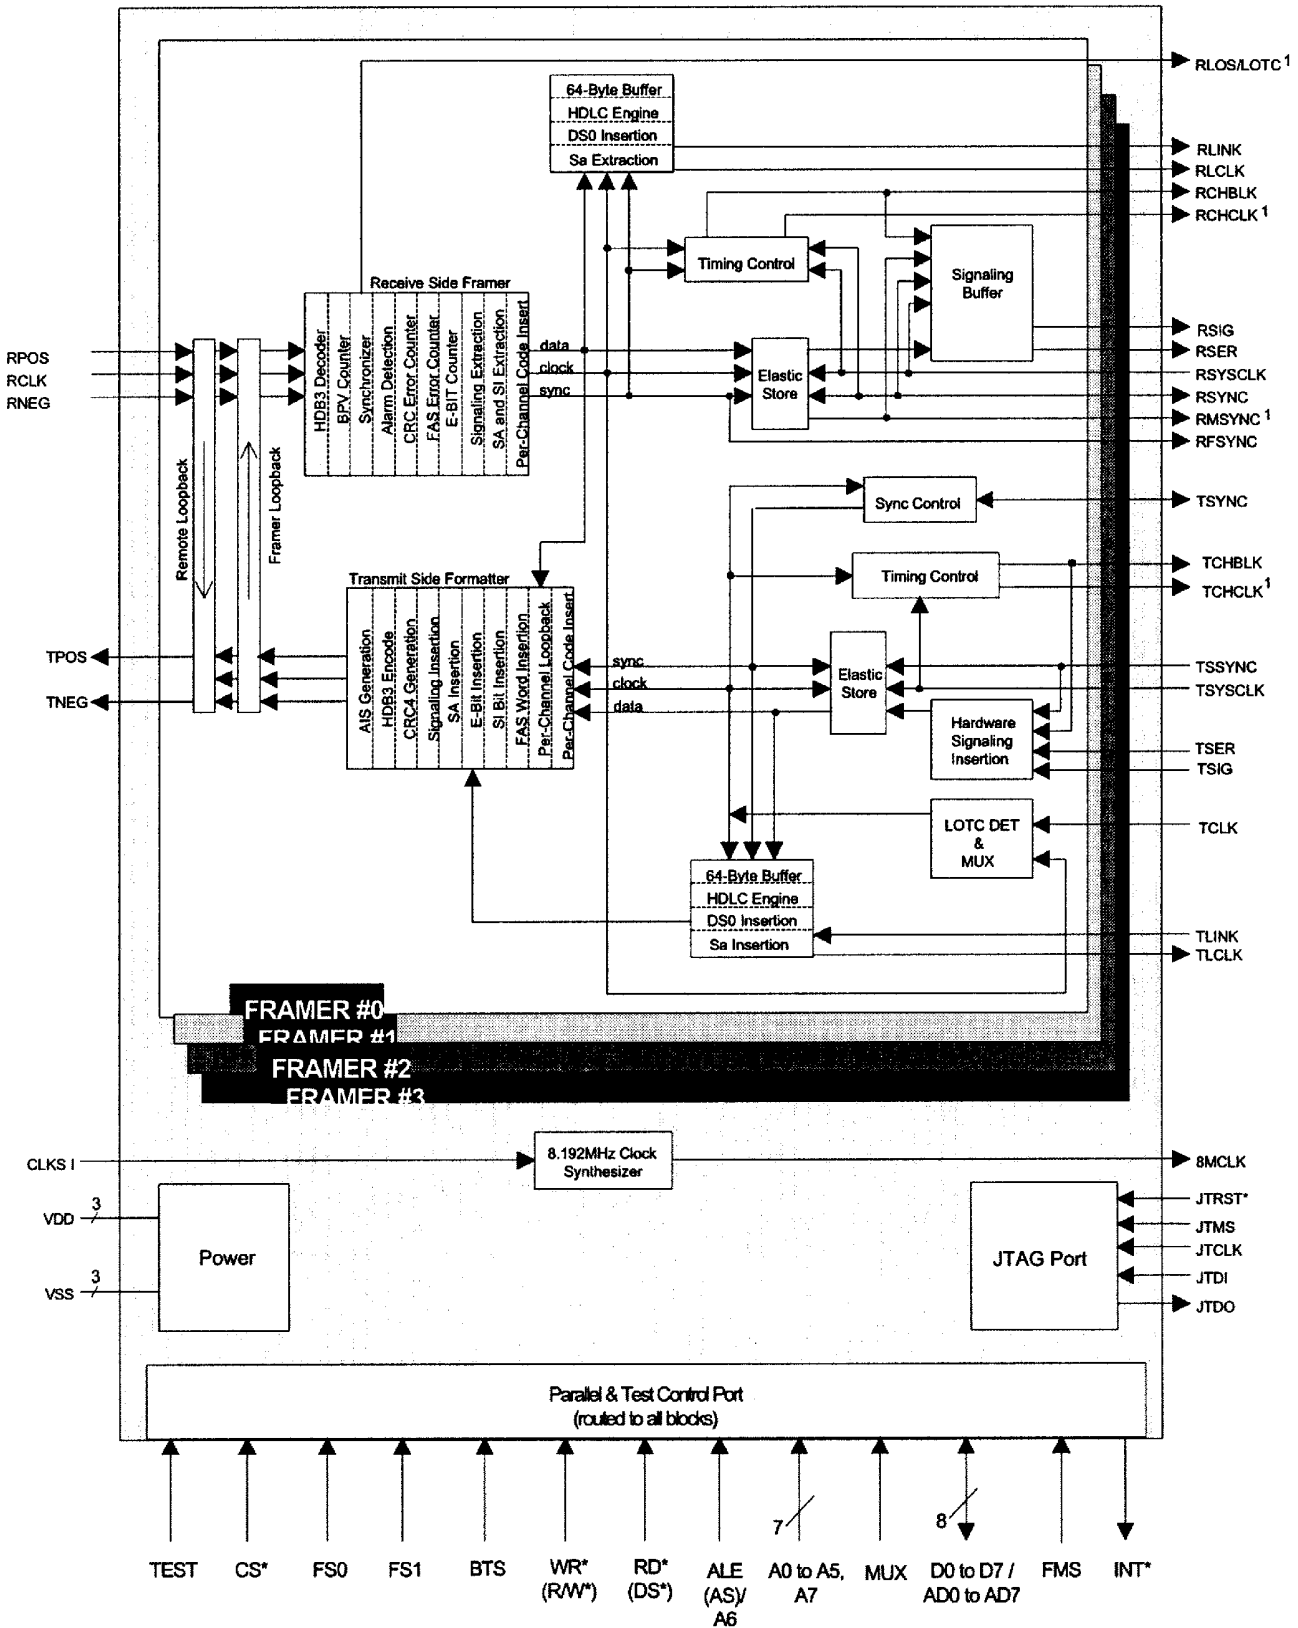 RLOS/LOTC 1
64-Byte Buffer
HDLC Engine
DS0 Insertion
Sa Extraction
RLINK
RLCLK
RCHBLK
RCHCLK 1
Timing Control
Signaling
Buffer
Receive Side Framer
HDB3 Decoder
BPV Counter
Synchronizer
Alarm Detection
CRC Error Counter
FAS Error Counter
E-BIT Counter
Signaling Extraction
SA and SI Extraction
Per-Channel Code Insert
data
clock
sync
Elastic
Store
RPOS
RCLK
RNEG
RSIG
RSER
RSYSCLK
RSYNC
RMSYNC 1
RFSYNC
Remote Loopback
Framer Loopback
Sync Control
TSYNC
Timing Control
TCHBLK
TCHCLK 1
Transmit Side Formatter
AIS Generation
HDB3 Encode
CRC4 Generation
Signaling Insertion
SA Insertion
E-Bit Insertion
SI Bit Insertion
FAS Word Insertion
Per-Channel Loopback
Per-Channel Code Insert
sync
clock
data
Elastic
Store
TPOS
TNEG
TSSYNC
TSYSCLK
Hardware
Signaling
Insertion
TSER
TSIG
LOTC DET
&
MUX
TCLK
64-Byte Buffer
HDLC Engine
DS0 Insertion
Sa Insertion
TLINK
TLCLK
FRAMER #0
FRAMER #1
FRAMER #2
FRAMER #3
CLKS I
8.192MHz Clock
Synthesizer
8MCLK
VDD
3
VSS
3
Power
JTAG Port
JTRST*
JTMS
JTCLK
JTDI
JTDO
Parallel & Test Control Port
(routed to all blocks)
7
8
TEST
CS*
FS0
FS1
BTS
WR*
(R/W*)
RD*
(DS*)
ALE
(AS)/
A6
A0 to A5,
A7
MUX
D0 to D7 /
AD0 to AD7
FMS
INT*